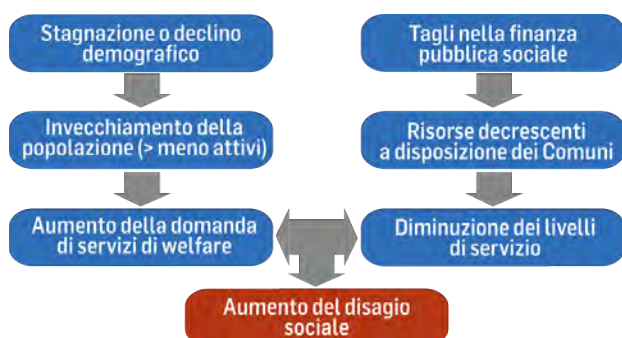 Stagnazione o declino
demografico
Tagli nella finanza
pubblica sociale
Invecchiamento della
popolazione (> meno attivi)
Risorse decrescenti
a disposizione dei Comuni
Aumento della domanda
di servizi di welfare
Diminuzione dei livelli
di servizio
Aumento del disagio
sociale